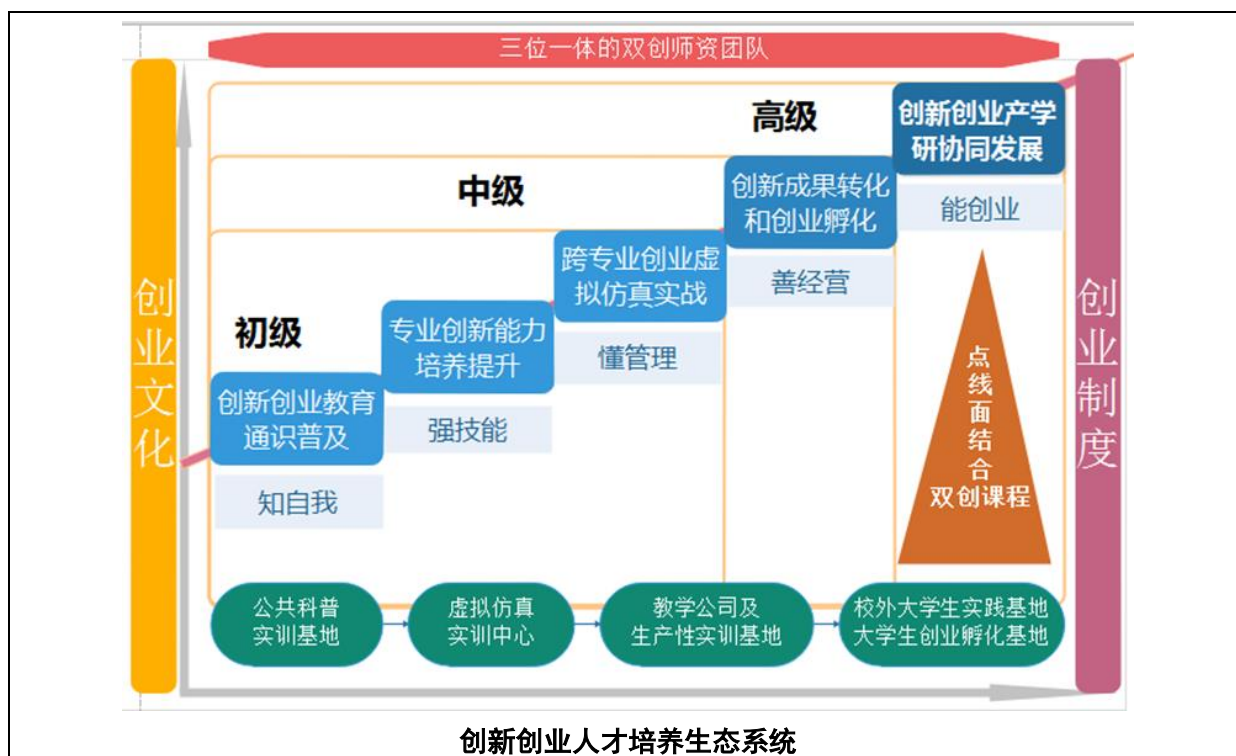 三位一体的双创师资团队
创业文化
高级
创新创业产学
研协同发展
能创业
中级
创新成果转化
和创业孵化
善经营
跨专业创业虚
拟仿真实战
懂管理
初级
专业创新能力
培养提升
强技能
创新创业教育
通识普及
知自我
点
线
面
结
合
双创课程
创业制度
公共科普
实训基地
虚拟仿真
实训中心
教学公司及
生产性实训基地
校外大学生实践基地
大学生创业孵化基地
创新创业人才培养生态系统